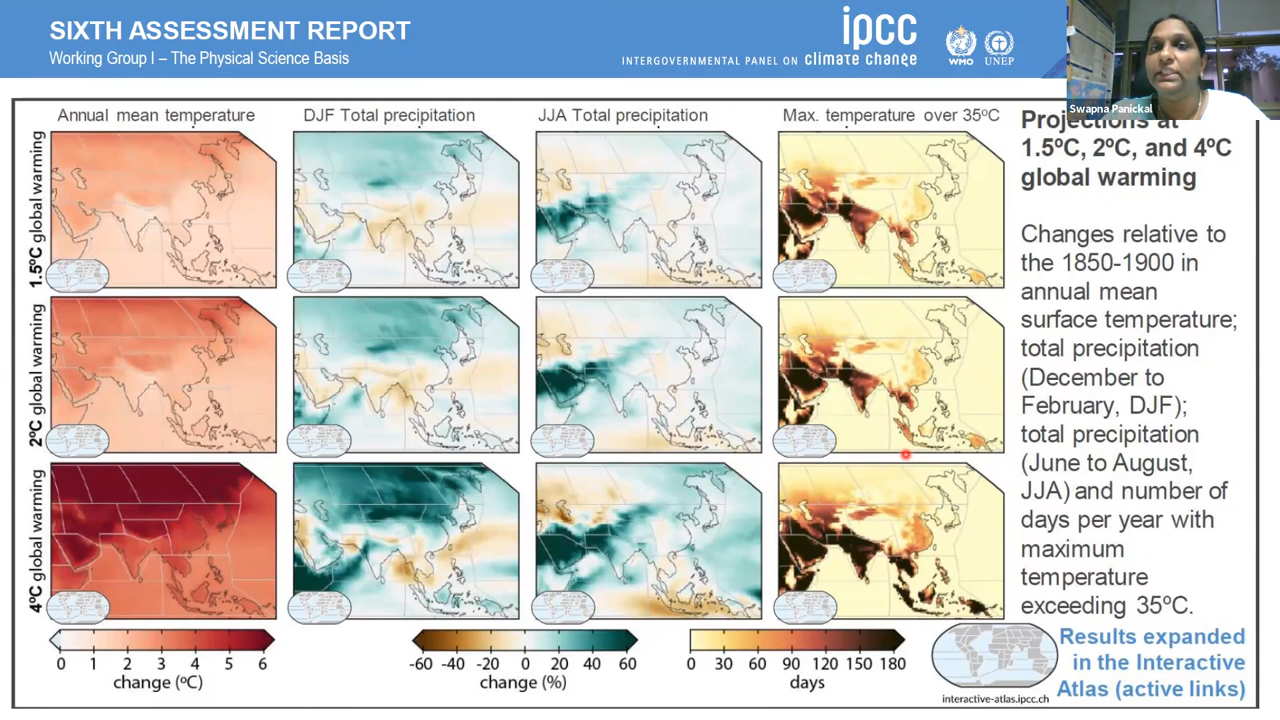 SIXTH ASSESSMENT REPORT
Working Group I – The Physical Science Basis
ipcc
INTERGOVERNMENTAL PANEL ON climate change
WMO
UNEP
Swapna Panickal
Annual mean temperature
DJF Total precipitation
JJA Total precipitation
Max. temperature over 35ºC
1.5ºC global warming
2ºC global warming
4ºC global warming
0 1 2 3 4 5 6
change (ºC)
-60 -40 -20 0 20 40 60
change (%)
0 30 60 90 120 150 180
days
Projections at
1.5ºC, 2ºC, and 4ºC
global warming
Changes relative to
the 1850-1900 in
annual mean
surface temperature;
total precipitation
(December to
February, DJF);
total precipitation
(June to August,
JJA) and number of
days per year with
maximum
temperature
exceeding 35ºC.
Results expanded
in the Interactive
Atlas (active links)
interactive-atlas.ipcc.ch